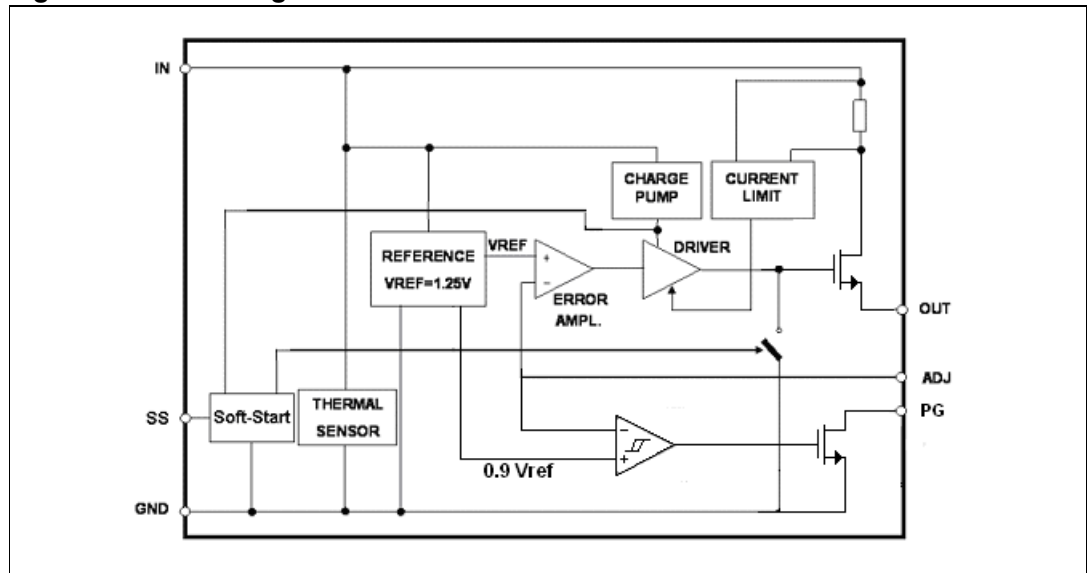 IN
CHARGE
PUMP
CURRENT
LIMIT
REFERENCE
VREF=1.25V
VREF
+
−
ERROR
AMPL.
DRIVER
OUT
ADJ
PG
SS
Soft-Start
THERMAL
SENSOR
−
+
0.9 Vref
GND